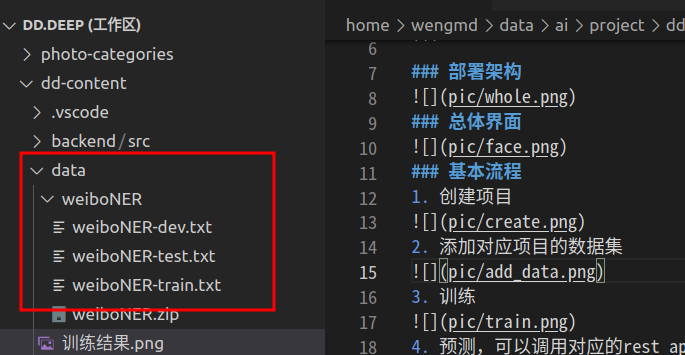 DD.DEEP (工作区)
photo-categories
dd-content
.vscode
backend/src
data
weiboNER
weiboNER-dev.txt
weiboNER-test.txt
weiboNER-train.txt
weiboNER.zip
训练结果.png
home > wengmd > data > ai > project > dd
6
7 ### 部署架构
8 ![](pic/whole.png)
9 ### 总体界面
10 ![](pic/face.png)
11 ### 基本流程
12 1. 创建项目
13 ![](pic/create.png)
14 2. 添加对应项目的数据集
15 ![](pic/add_data.png)
16 3. 训练
17 ![](pic/train.png)
18 4. 预测，可以调用对应的rest ap